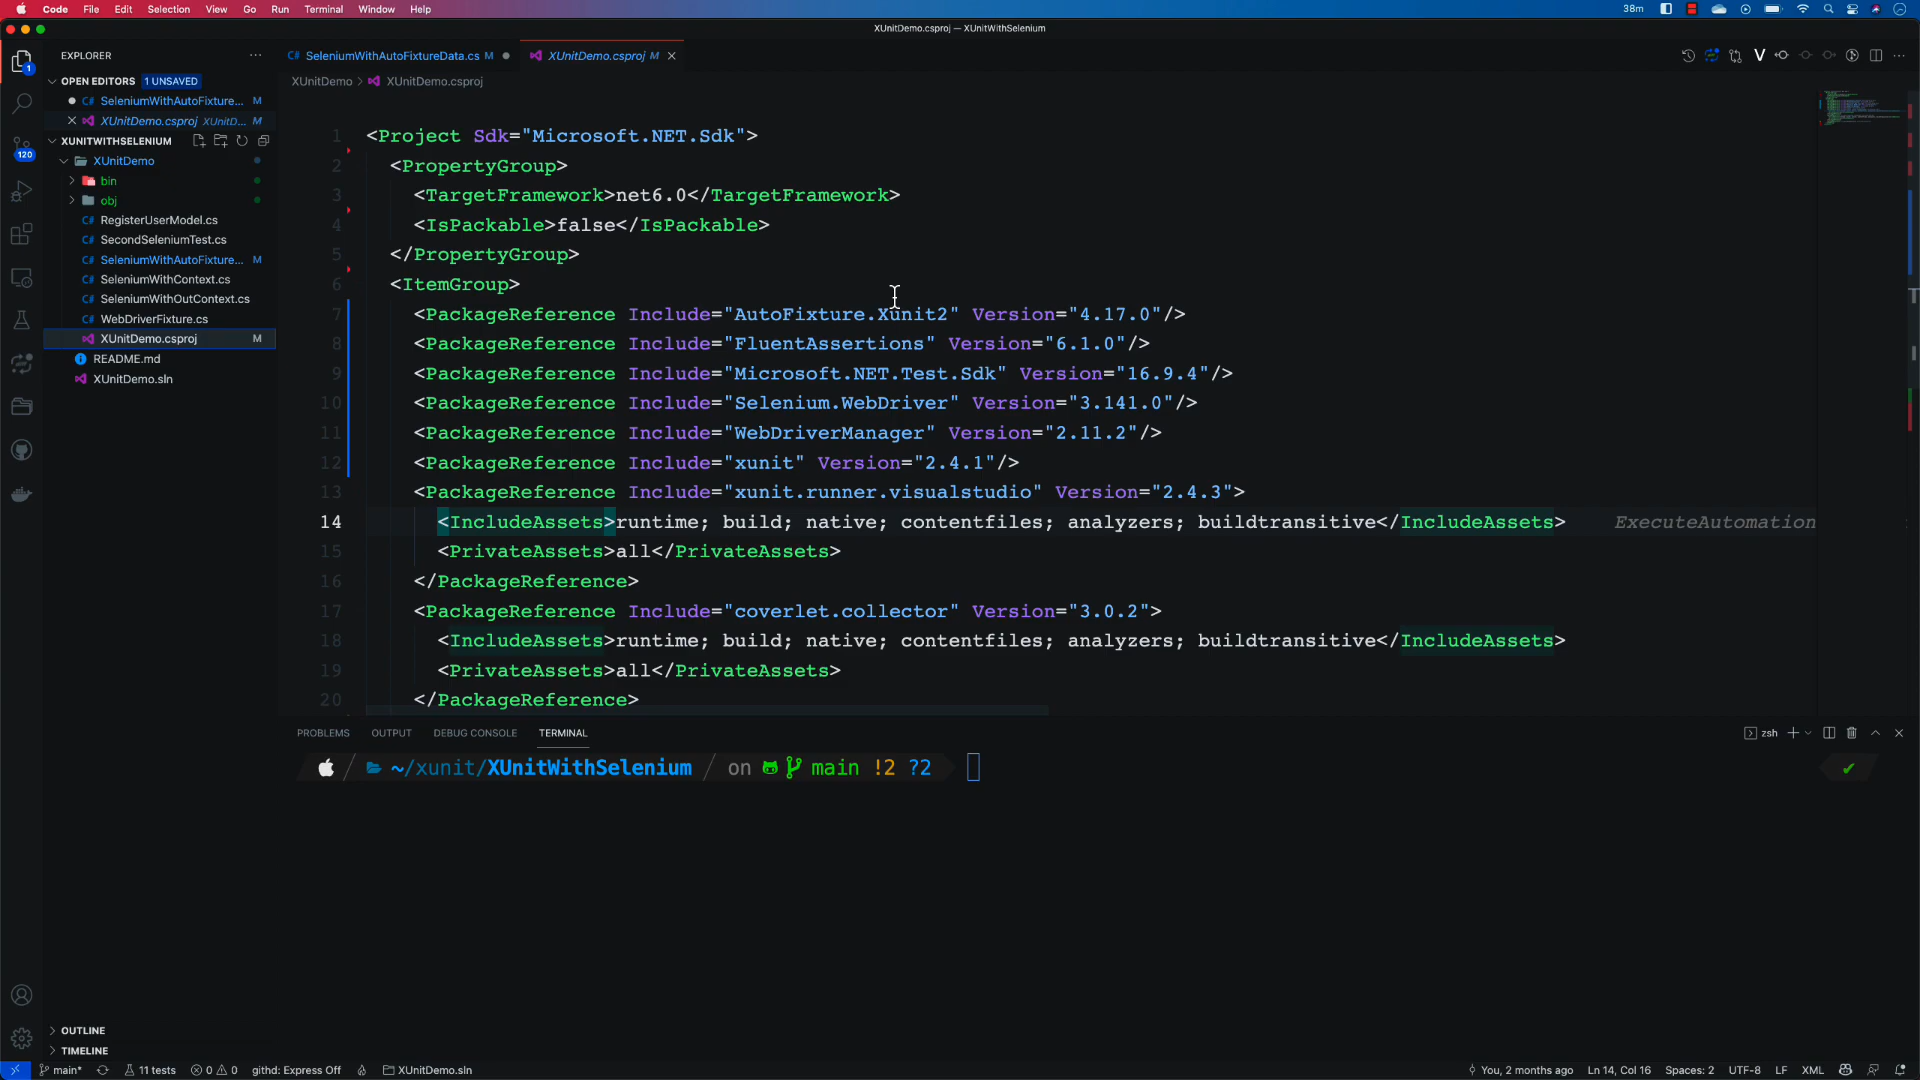 Code File Edit Selection View Go Run Terminal Window Help 38m
XUnitDemo.csproj — XUnitWithSelenium
EXPLORER
SeleniumWithAutoFixtureData.cs M
XUnitDemo.csproj M
OPEN EDITORS 1 UNSAVED
XUnitDemo > XUnitDemo.csproj
SeleniumWithAutoFixture... M
XUnitDemo.csproj XUnitD... M
XUNITWITHSELENIUM
XUnitDemo
bin
obj
RegisterUserModel.cs
SecondSeleniumTest.cs
SeleniumWithAutoFixture... M
SeleniumWithContext.cs
SeleniumWithOutContext.cs
WebDriverFixture.cs
XUnitDemo.csproj M
README.md
XUnitDemo.sln
1
120
1 <Project Sdk="Microsoft.NET.Sdk">
2 <PropertyGroup>
3 <TargetFramework>net6.0</TargetFramework>
4 <IsPackable>false</IsPackable>
5 </PropertyGroup>
6 <ItemGroup>
7 <PackageReference Include="AutoFixture.Xunit2" Version="4.17.0"/>
8 <PackageReference Include="FluentAssertions" Version="6.1.0"/>
9 <PackageReference Include="Microsoft.NET.Test.Sdk" Version="16.9.4"/>
10 <PackageReference Include="Selenium.WebDriver" Version="3.141.0"/>
11 <PackageReference Include="WebDriverManager" Version="2.11.2"/>
12 <PackageReference Include="xunit" Version="2.4.1"/>
13 <PackageReference Include="xunit.runner.visualstudio" Version="2.4.3">
14 <IncludeAssets>runtime; build; native; contentfiles; analyzers; buildtransitive</IncludeAssets> ExecuteAutomation
15 <PrivateAssets>all</PrivateAssets>
16 </PackageReference>
17 <PackageReference Include="coverlet.collector" Version="3.0.2">
18 <IncludeAssets>runtime; build; native; contentfiles; analyzers; buildtransitive</IncludeAssets>
19 <PrivateAssets>all</PrivateAssets>
20 </PackageReference>
PROBLEMS OUTPUT DEBUG CONSOLE TERMINAL zsh
~/xunit/XUnitWithSelenium on main !2 ?2
OUTLINE
TIMELINE
main* 11 tests 0 0 githd: Express Off XUnitDemo.sln You, 2 months ago Ln 14, Col 16 Spaces: 2 UTF-8 LF XML